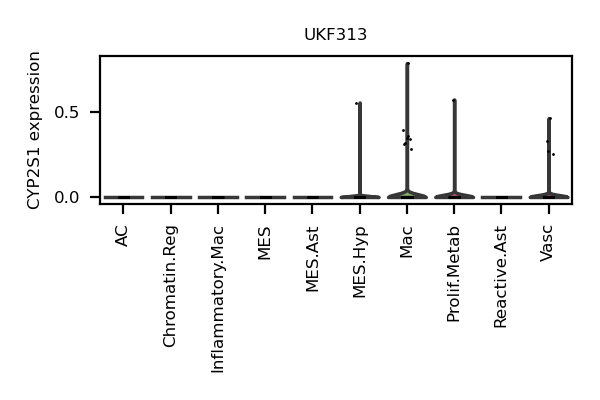 UKF313
CYP2S1 expression
0.5
0.0
AC
Chromatin.Reg
Inflammatory.Mac
MES
MES.Ast
MES.Hyp
Mac
Prolif.Metab
Reactive.Ast
Vasc